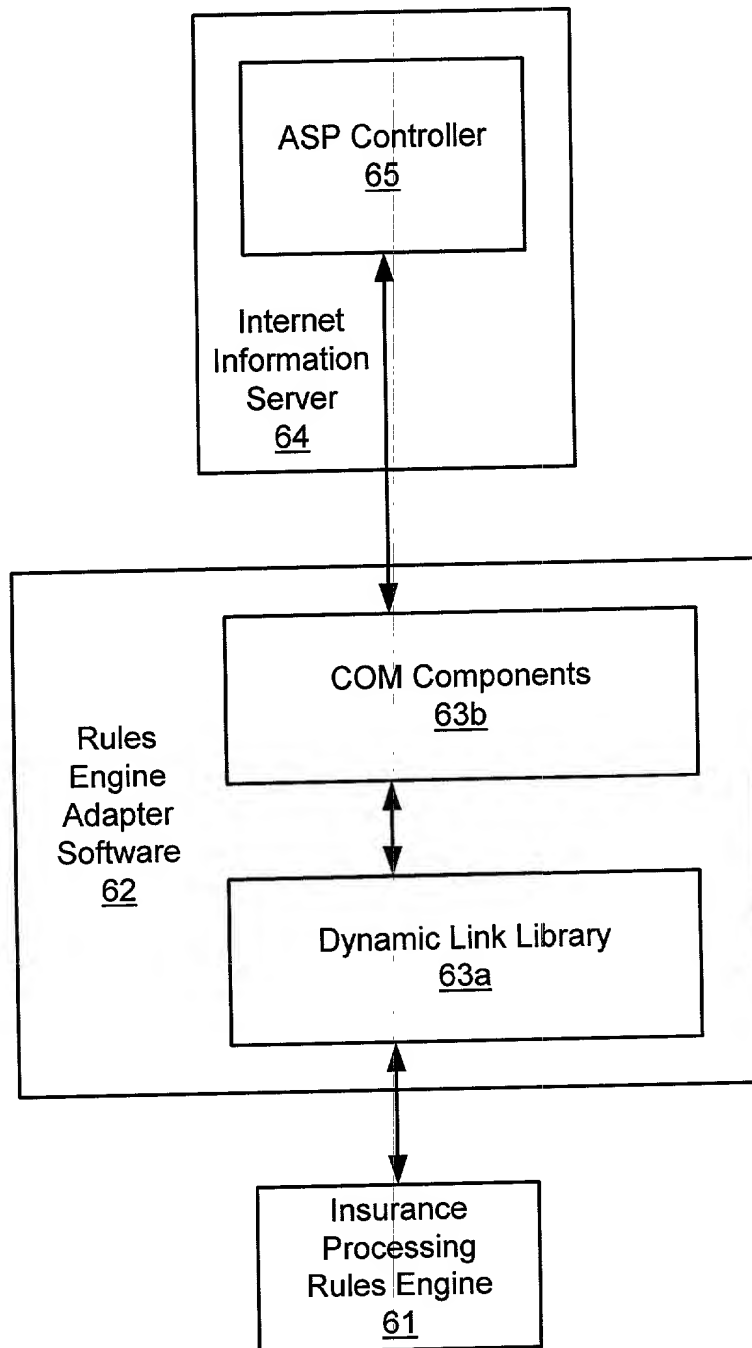 ASP Controller
65
Internet
Information
Server
64
COM Components
63b
Rules
Engine
Adapter
Software
62
Dynamic Link Library
63a
Insurance
Processing
Rules Engine
61